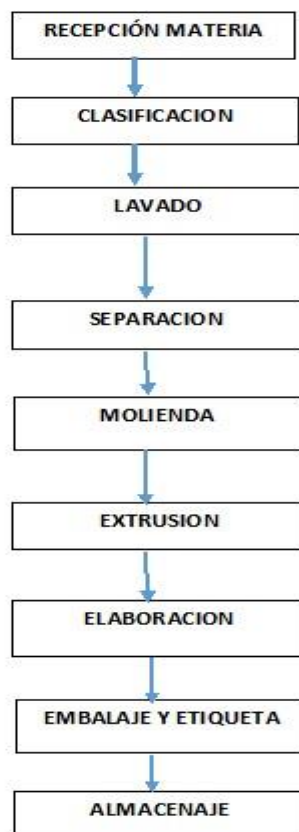 RECEPCIÓN MATERIA
CLASIFICACION
LAVADO
SEPARACION
MOLIENDA
EXTRUSION
ELABORACION
EMBALAJE Y ETIQUETA
ALMACENAJE